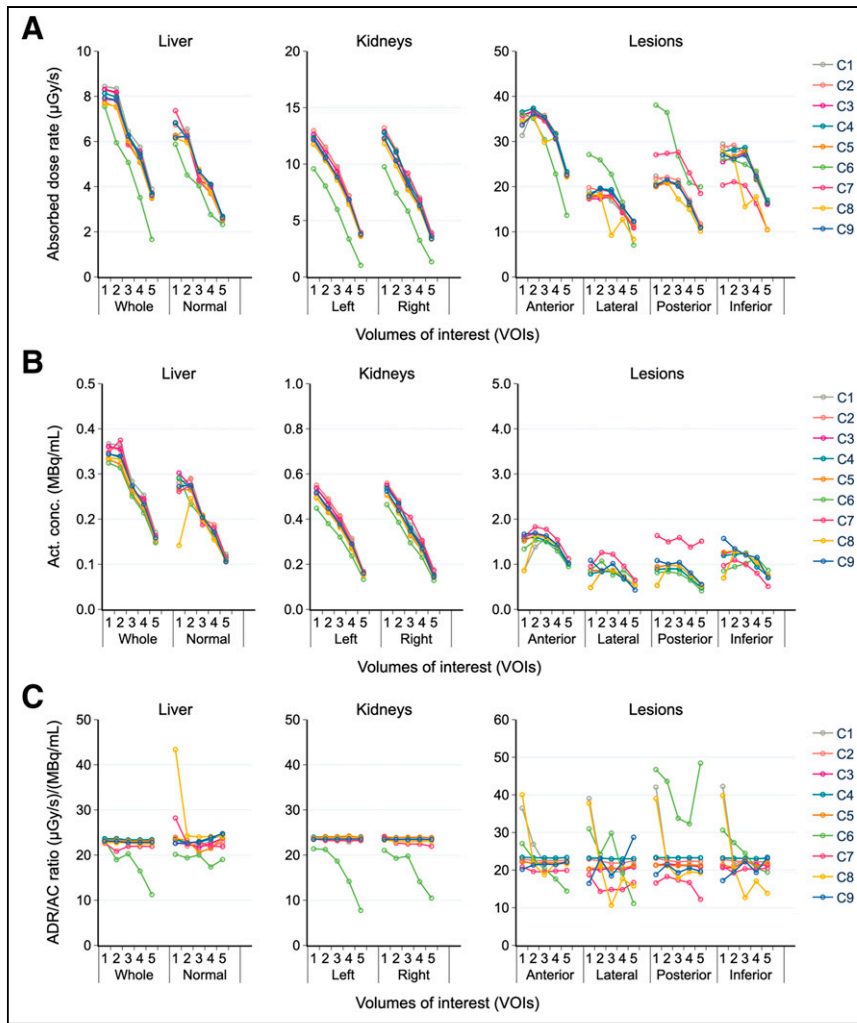 A
Liver
Kidneys
Lesions
Absorbed dose rate (µGy/s)
10
8
6
4
2
0
20
15
10
5
0
50
40
30
20
10
0
1 2 3 4 5 1 2 3 4 5
1 2 3 4 5 1 2 3 4 5
1 2 3 4 5 1 2 3 4 5 1 2 3 4 5 1 2 3 4 5
Whole Normal
Left Right
Anterior Lateral Posterior Inferior
Volumes of interest (VOIs)
C1
C2
C3
C4
C5
C6
C7
C8
C9
B
Liver
Kidneys
Lesions
Act. conc. (MBq/mL)
0.5
0.4
0.3
0.2
0.1
0.0
1.0
0.8
0.6
0.4
0.2
0.0
5.0
4.0
3.0
2.0
1.0
0.0
1 2 3 4 5 1 2 3 4 5
1 2 3 4 5 1 2 3 4 5
1 2 3 4 5 1 2 3 4 5 1 2 3 4 5 1 2 3 4 5
Whole Normal
Left Right
Anterior Lateral Posterior Inferior
Volumes of interest (VOIs)
C1
C2
C3
C4
C5
C6
C7
C8
C9
C
Liver
Kidneys
Lesions
ADR/AC ratio (µGy/s)/(MBq/mL)
50
40
30
20
10
0
50
40
30
20
10
0
60
50
40
30
20
10
0
1 2 3 4 5 1 2 3 4 5
1 2 3 4 5 1 2 3 4 5
1 2 3 4 5 1 2 3 4 5 1 2 3 4 5 1 2 3 4 5
Whole Normal
Left Right
Anterior Lateral Posterior Inferior
Volumes of interest (VOIs)
C1
C2
C3
C4
C5
C6
C7
C8
C9